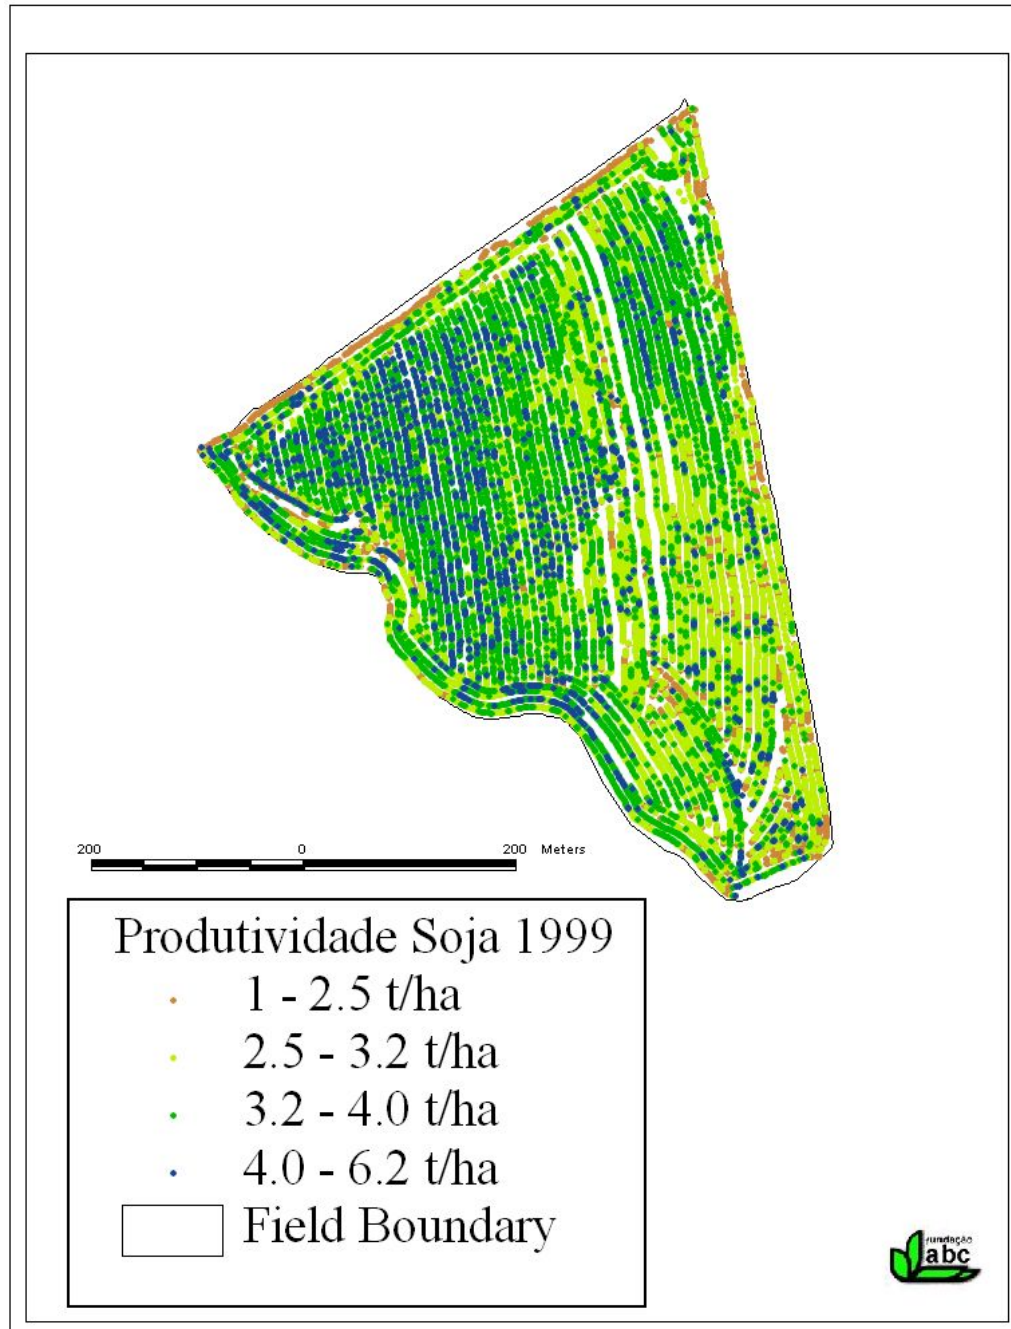 200 0 200 Meters
Produtividade Soja 1999
1 - 2.5 t/ha
2.5 - 3.2 t/ha
3.2 - 4.0 t/ha
4.0 - 6.2 t/ha
Field Boundary
fundação
abc